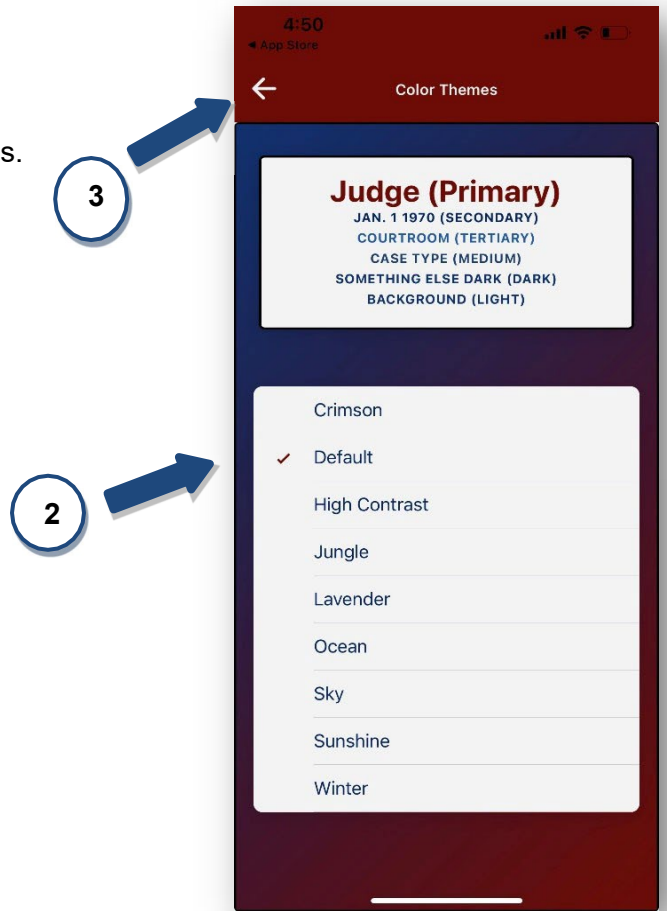 4:50
◀ App Store
Color Themes
s.
3
Judge (Primary)
JAN. 1 1970 (SECONDARY)
COURTROOM (TERTIARY)
CASE TYPE (MEDIUM)
SOMETHING ELSE DARK (DARK)
BACKGROUND (LIGHT)
Crimson
Default
High Contrast
2
Jungle
Lavender
Ocean
Sky
Sunshine
Winter